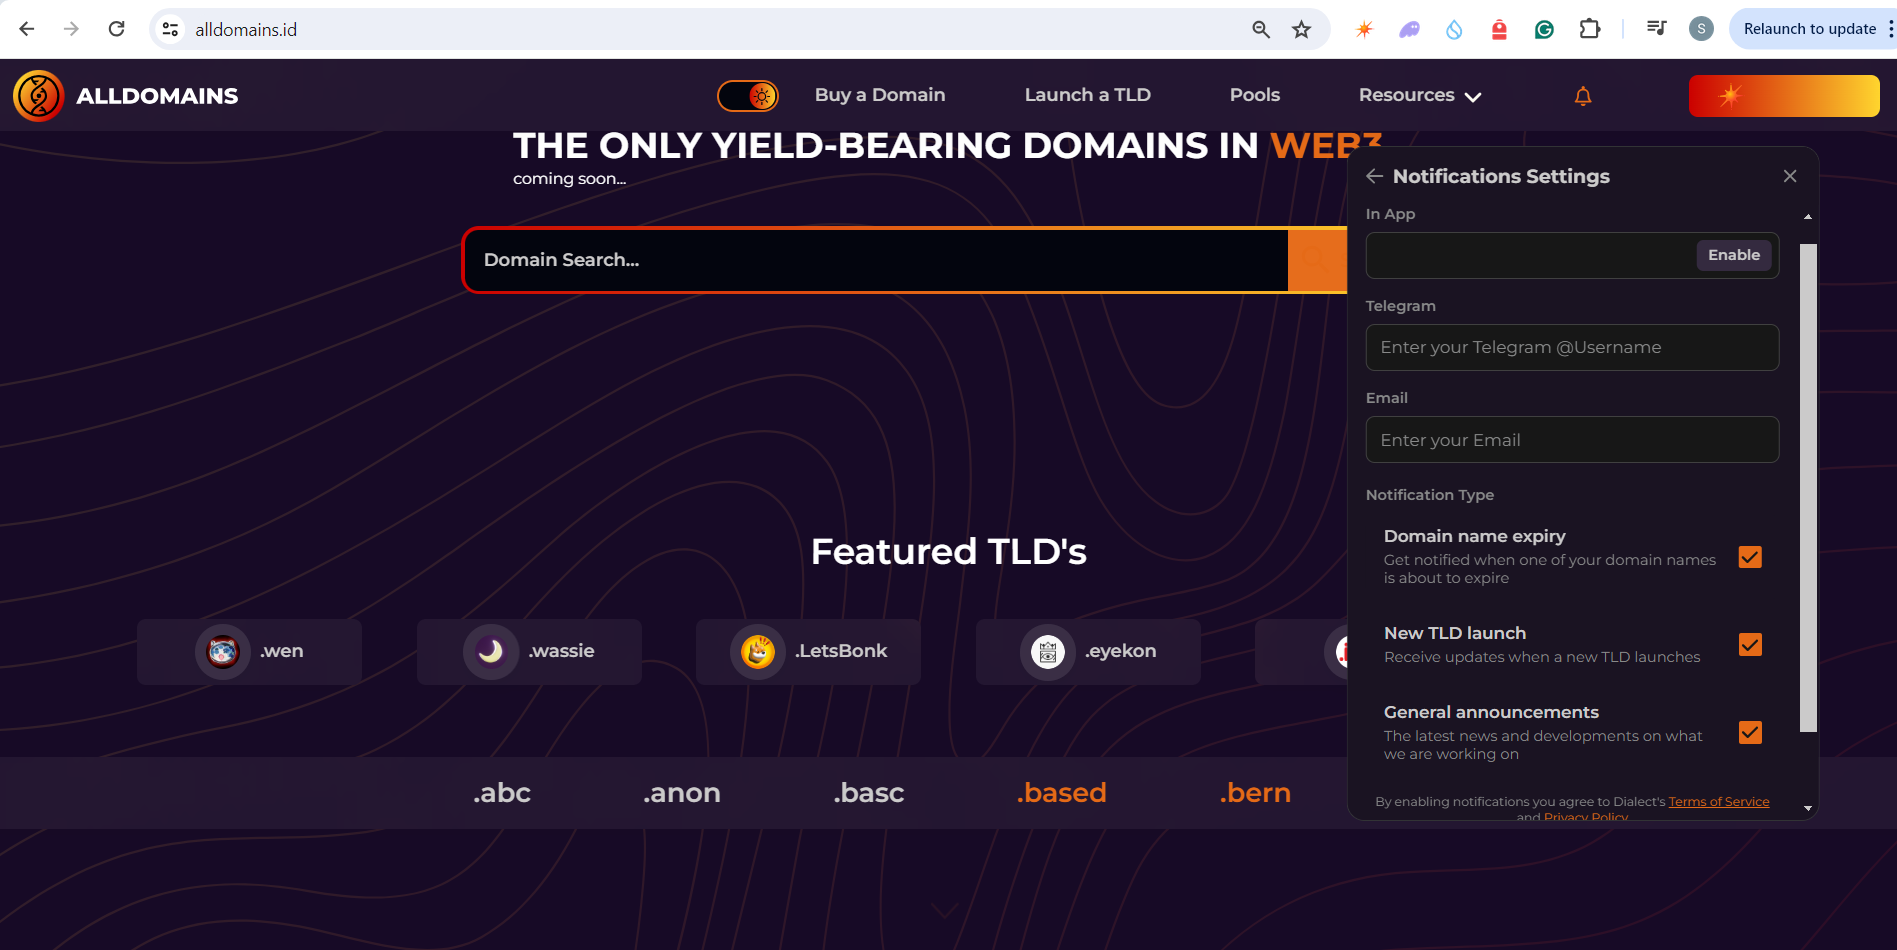 alldomains.id
S
Relaunch to update
ALLDOMAINS
Buy a Domain
Launch a TLD
Pools
Resources
THE ONLY YIELD-BEARING DOMAINS IN WEB3
coming soon...
Domain Search...
Featured TLD's
.wen
.wassie
.LetsBonk
.eyekon
.abc
.anon
.basc
.based
.bern
Notifications Settings
In App
Enable
Telegram
Enter your Telegram @Username
Email
Enter your Email
Notification Type
Domain name expiry
Get notified when one of your domain names
is about to expire
New TLD launch
Receive updates when a new TLD launches
General announcements
The latest news and developments on what
we are working on
By enabling notifications you agree to Dialect's Terms of Service
and Privacy Policy